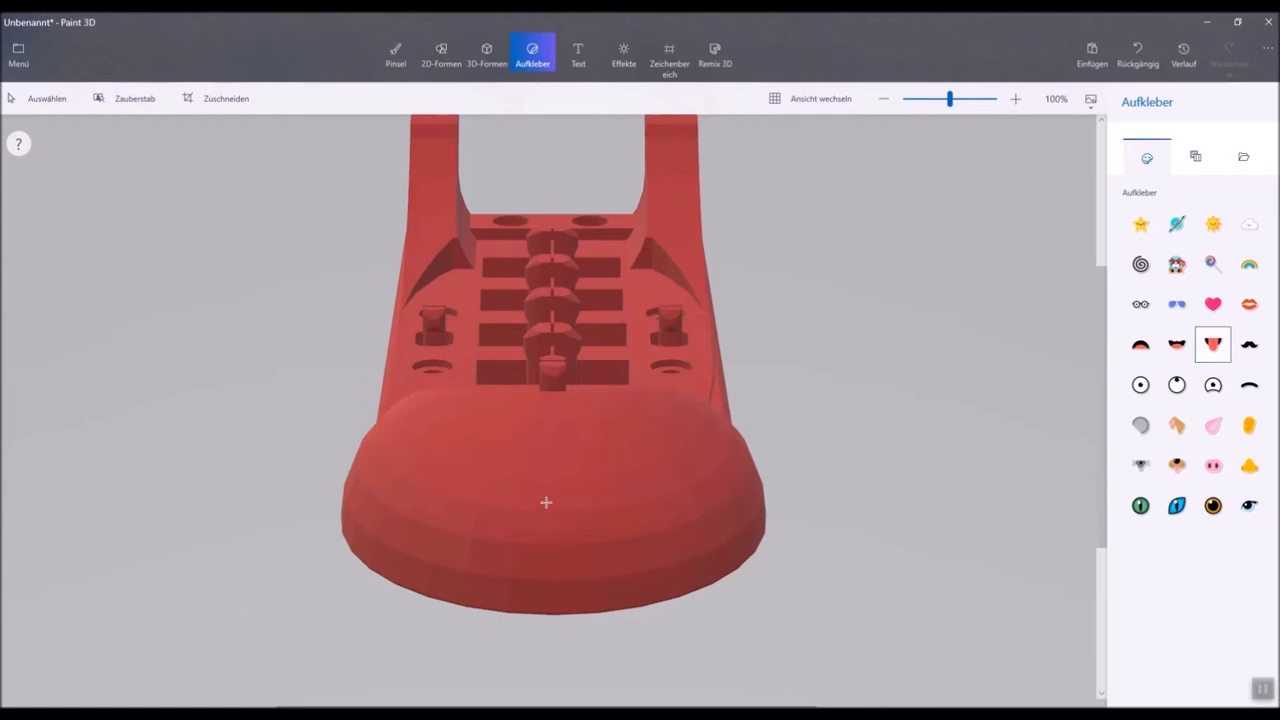 Unbenannt* - Paint 3D
Menü
Pinsel
2D-Formen
3D-Formen
Aufkleber
Text
Effekte
Zeichenber
eich
Remix 3D
Einfügen
Rückgängig
Verlauf
Auswählen
Zauberstab
Zuschneiden
Ansicht wechseln
100%
Aufkleber
?
Aufkleber